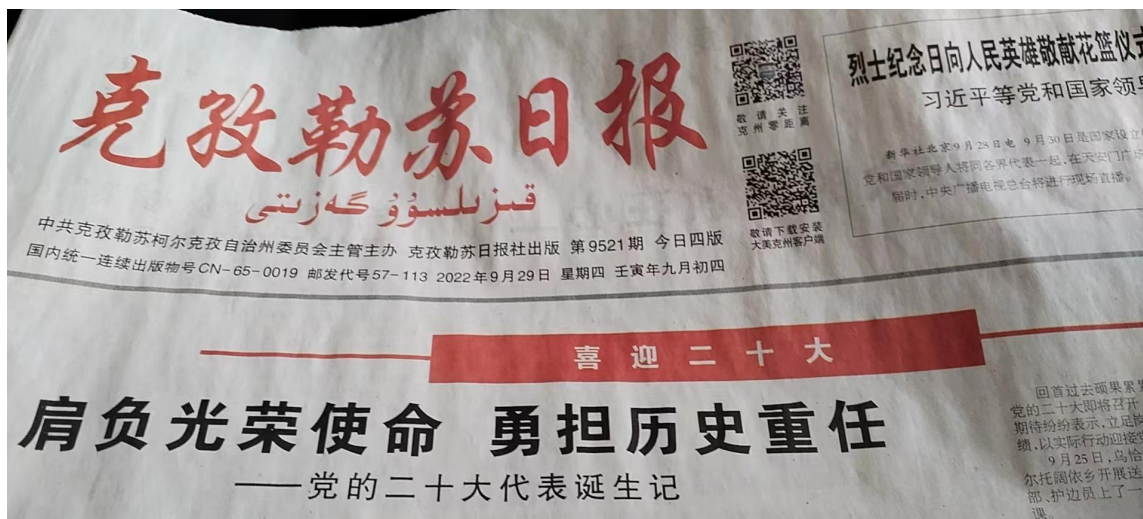 克孜勒苏日报
قىزىلسۇۇ گەزىتى
中共克孜勒苏柯尔克孜自治州委员会主管主办 克孜勒苏日报社出版 第9521期 今日四版
国内统一连续出版物号CN-65-0019 邮发代号57-113 2022年9月29日 星期四 壬寅年九月初四
敬请关注
克州零距离
敬请下载安装
大美克州客户端
烈士纪念日向人民英雄敬献花篮仪式
习近平等党和国家领导
新华社北京9月28日电 9月30日是国家设立
党和国家领导人将同各界代表一起,在天安门广场
届时,中央广播电视总台将进行现场直播。
喜迎二十大
肩负光荣使命 勇担历史重任
——党的二十大代表诞生记
回首过去硕果累累
党的二十大即将召开
期待纷纷表示,立足
绩,以实际行动迎接
9月25日,乌恰
尔托阔依乡开展送
部、护边员上了一
课。